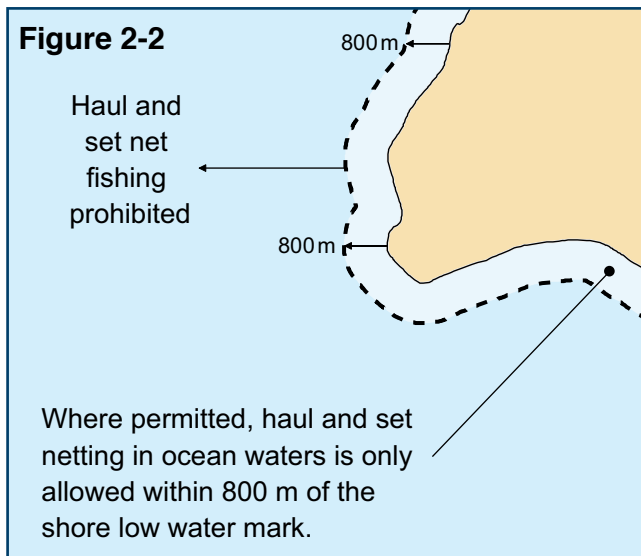 Figure 2-2
800 m
Haul and
set net
fishing
prohibited
800 m
Where permitted, haul and set
netting in ocean waters is only
allowed within 800 m of the
shore low water mark.